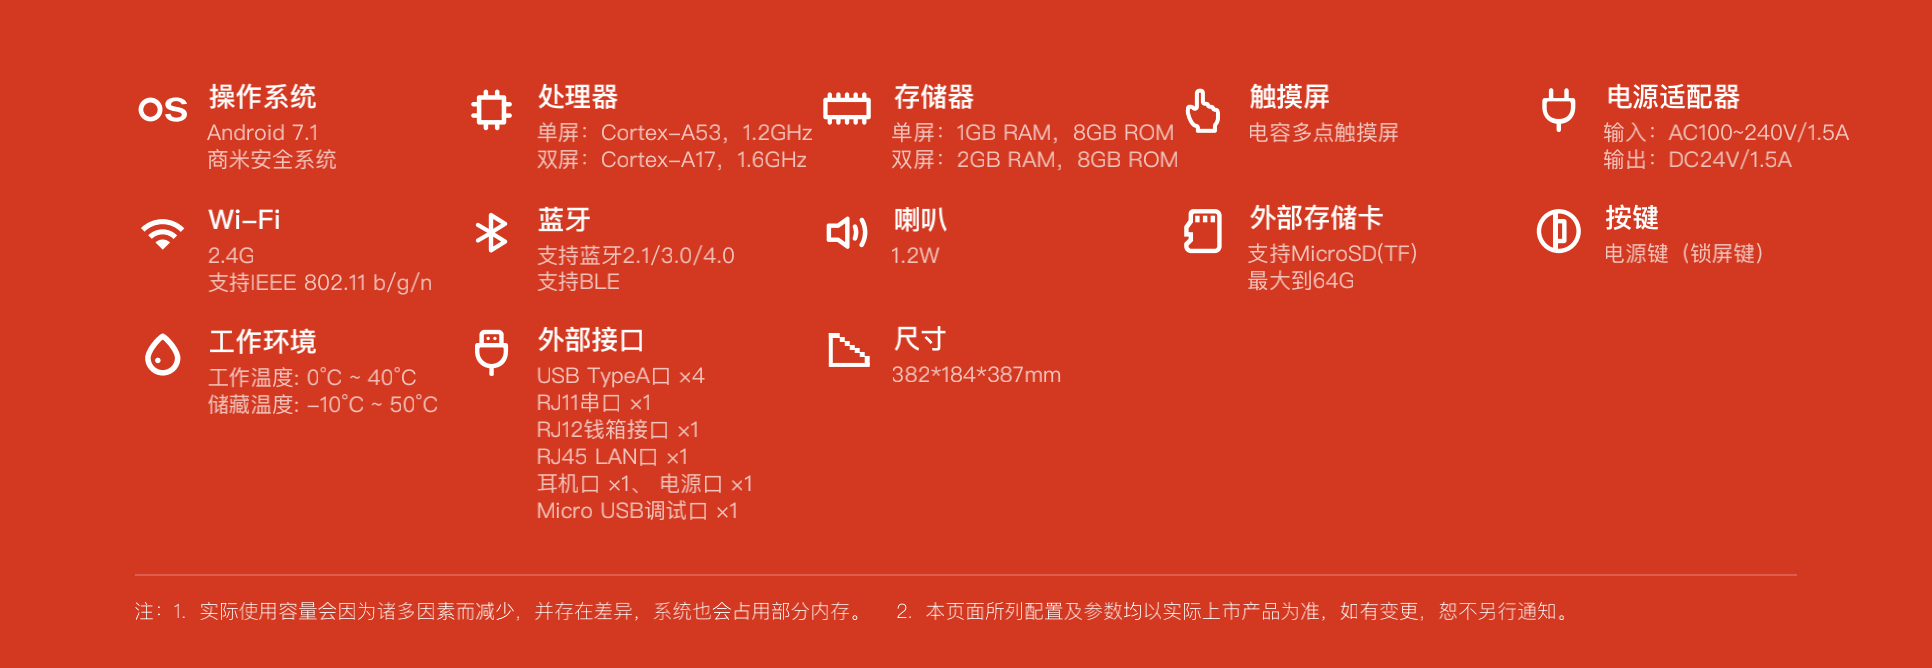 OS
操作系统
Android 7.1
商米安全系统
处理器
单屏：Cortex-A53，1.2GHz
双屏：Cortex-A17，1.6GHz
存储器
单屏：1GB RAM，8GB ROM
双屏：2GB RAM，8GB ROM
触摸屏
电容多点触摸屏
电源适配器
输入：AC100~240V/1.5A
输出：DC24V/1.5A
Wi-Fi
2.4G
支持IEEE 802.11 b/g/n
蓝牙
支持蓝牙2.1/3.0/4.0
支持BLE
喇叭
1.2W
外部存储卡
支持MicroSD(TF)
最大到64G
按键
电源键（锁屏键）
工作环境
工作温度: 0°C ~ 40°C
储藏温度: -10°C ~ 50°C
外部接口
USB TypeA口 ×4
RJ11串口 ×1
RJ12钱箱接口 ×1
RJ45 LAN口 ×1
耳机口 ×1、 电源口 ×1
Micro USB调试口 ×1
尺寸
382*184*387mm
注：1. 实际使用容量会因为诸多因素而减少，并存在差异，系统也会占用部分内存。 2. 本页面所列配置及参数均以实际上市产品为准，如有变更，恕不另行通知。